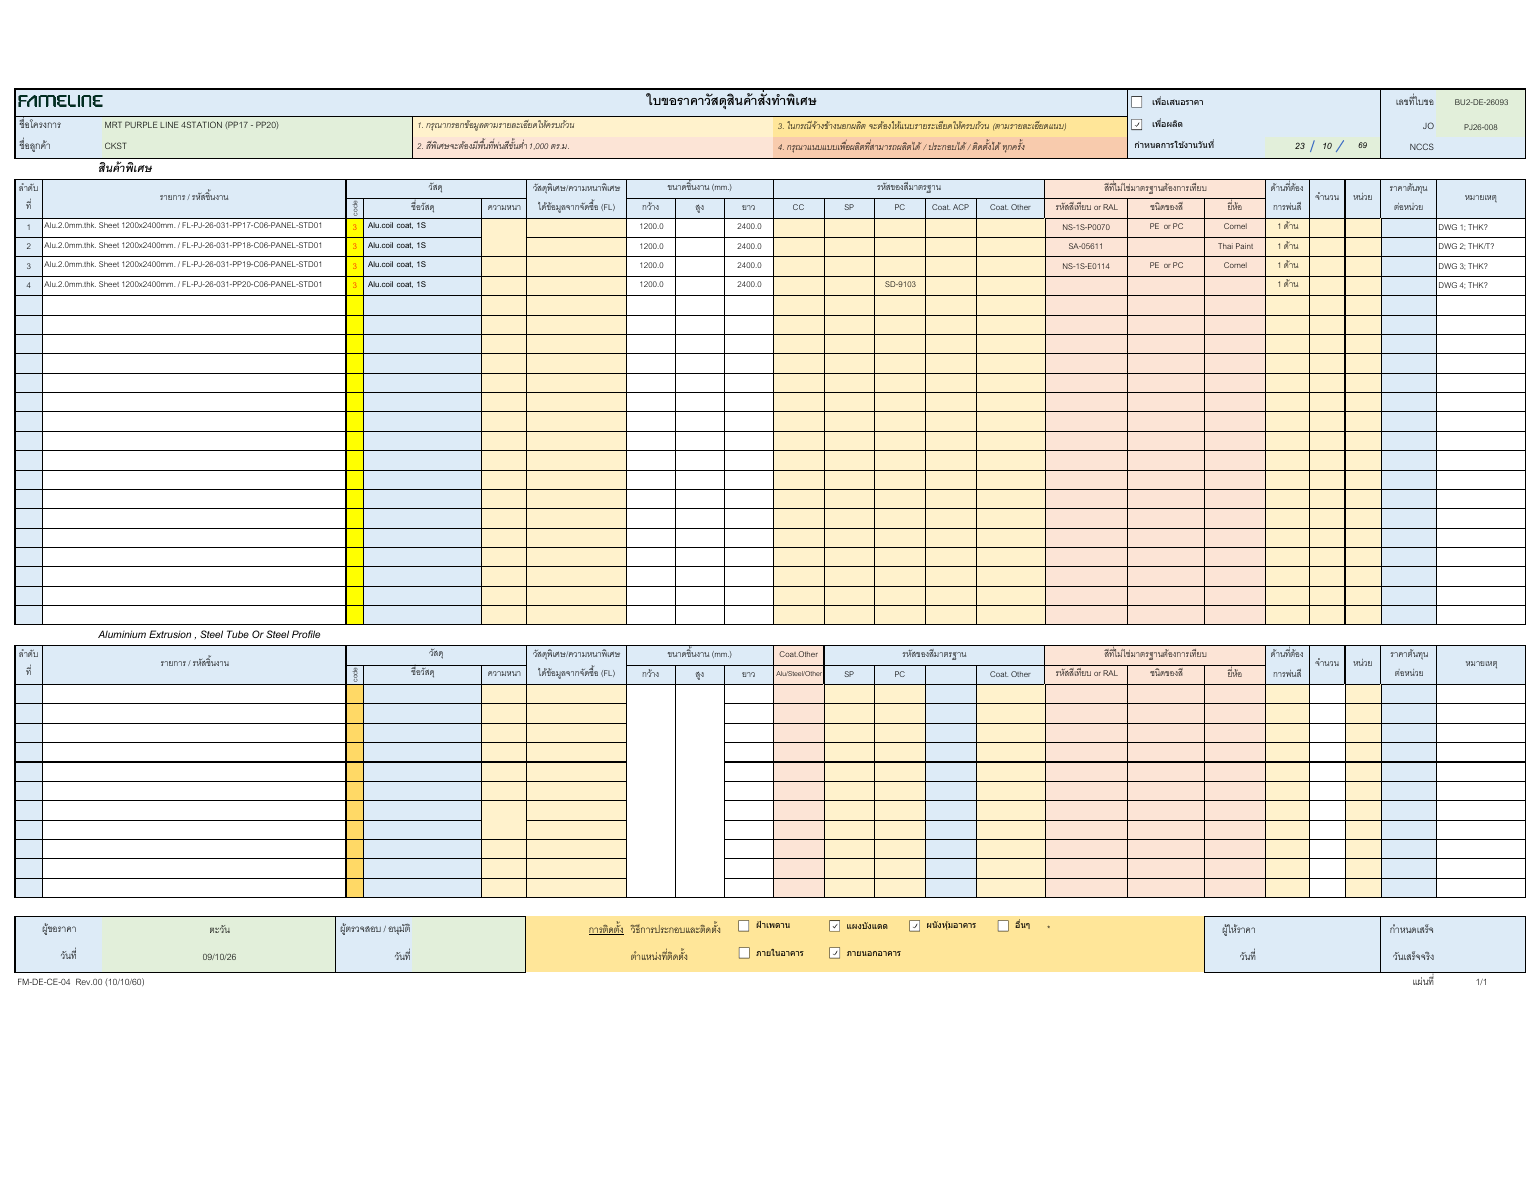 FAMELINE
ใบขอราคาวัสดุสินค้าสั่งทำพิเศษ
เพื่อเสนอราคา
เลขที่ใบขอ BU2-DE-26093
ชื่อโครงการ MRT PURPLE LINE 4STATION (PP17 - PP20)
1. กรุณากรอกข้อมูลตามรายละเอียดให้ครบถ้วน
3. ในกรณีจ้างช้างนอกผลิต จะต้องให้แนบรายระเอียดให้ครบถ้วน (ตามรายละเอียดแนบ)
เพื่อผลิต
JO PJ26-008
ชื่อลูกค้า CKST
2. สีพิเศษจะต้องมีพื้นที่พ่นสีขั้นต่ำ 1,000 ตร.ม.
4. กรุณาแนบแบบเพื่อผลิตที่สามารถผลิตได้ / ประกอบได้ / ติดตั้งได้ ทุกครั้ง
กำหนดการใช้งานวันที่ 23 / 10 / 69
NCCS
สินค้าพิเศษ
ลำดับ วัสดุ วัสดุพิเศษ/ความหนาพิเศษ ขนาดชิ้นงาน (mm.) รหัสของสีมาตรฐาน สีที่ไม่ใช่มาตรฐานต้องการเทียบ ด้านที่ต้อง ราคาต้นทุน
รายการ / รหัสชิ้นงาน จำนวน หน่วย หมายเหตุ
ที่ code ชื่อวัสดุ ความหนา ได้ข้อมูลจากจัดซื้อ (FL) กว้าง สูง ยาว CC SP PC Coat. ACP Coat. Other รหัสสีเทียบ or RAL ชนิดของสี ยี่ห้อ การพ่นสี ต่อหน่วย
1 Alu.2.0mm.thk. Sheet 1200x2400mm. / FL-PJ-26-031-PP17-C06-PANEL-STD01 3 Alu.coil coat, 1S 1200.0 2400.0 NS-1S-P0070 PE or PC Comel 1 ด้าน DWG 1; THK?
2 Alu.2.0mm.thk. Sheet 1200x2400mm. / FL-PJ-26-031-PP18-C06-PANEL-STD01 3 Alu.coil coat, 1S 1200.0 2400.0 SA-05611 Thai Paint 1 ด้าน DWG 2; THK/T?
3 Alu.2.0mm.thk. Sheet 1200x2400mm. / FL-PJ-26-031-PP19-C06-PANEL-STD01 3 Alu.coil coat, 1S 1200.0 2400.0 NS-1S-E0114 PE or PC Comel 1 ด้าน DWG 3; THK?
4 Alu.2.0mm.thk. Sheet 1200x2400mm. / FL-PJ-26-031-PP20-C06-PANEL-STD01 3 Alu.coil coat, 1S 1200.0 2400.0 SD-9103 1 ด้าน DWG 4; THK?
Aluminium Extrusion , Steel Tube Or Steel Profile
ลำดับ วัสดุ วัสดุพิเศษ/ความหนาพิเศษ ขนาดชิ้นงาน (mm.) Coat.Other รหัสของสีมาตรฐาน สีที่ไม่ใช่มาตรฐานต้องการเทียบ ด้านที่ต้อง ราคาต้นทุน
รายการ / รหัสชิ้นงาน จำนวน หน่วย หมายเหตุ
ที่ code ชื่อวัสดุ ความหนา ได้ข้อมูลจากจัดซื้อ (FL) กว้าง สูง ยาว Alu/Steel/Other SP PC Coat. Other รหัสสีเทียบ or RAL ชนิดของสี ยี่ห้อ การพ่นสี ต่อหน่วย
ผู้ขอราคา ตะวัน ผู้ตรวจสอบ / อนุมัติ การติดตั้ง วิธีการประกอบและติดตั้ง ฝ้าเพดาน แผงบังแดด ผนังหุ้มอาคาร อื่นๆ * ผู้ให้ราคา กำหนดเสร็จ
วันที่ 09/10/26 วันที่ ตำแหน่งที่ติดตั้ง ภายในอาคาร ภายนอกอาคาร วันที่ วันเสร็จจริง
FM-DE-CE-04 Rev.00 (10/10/60) แผ่นที่ 1/1